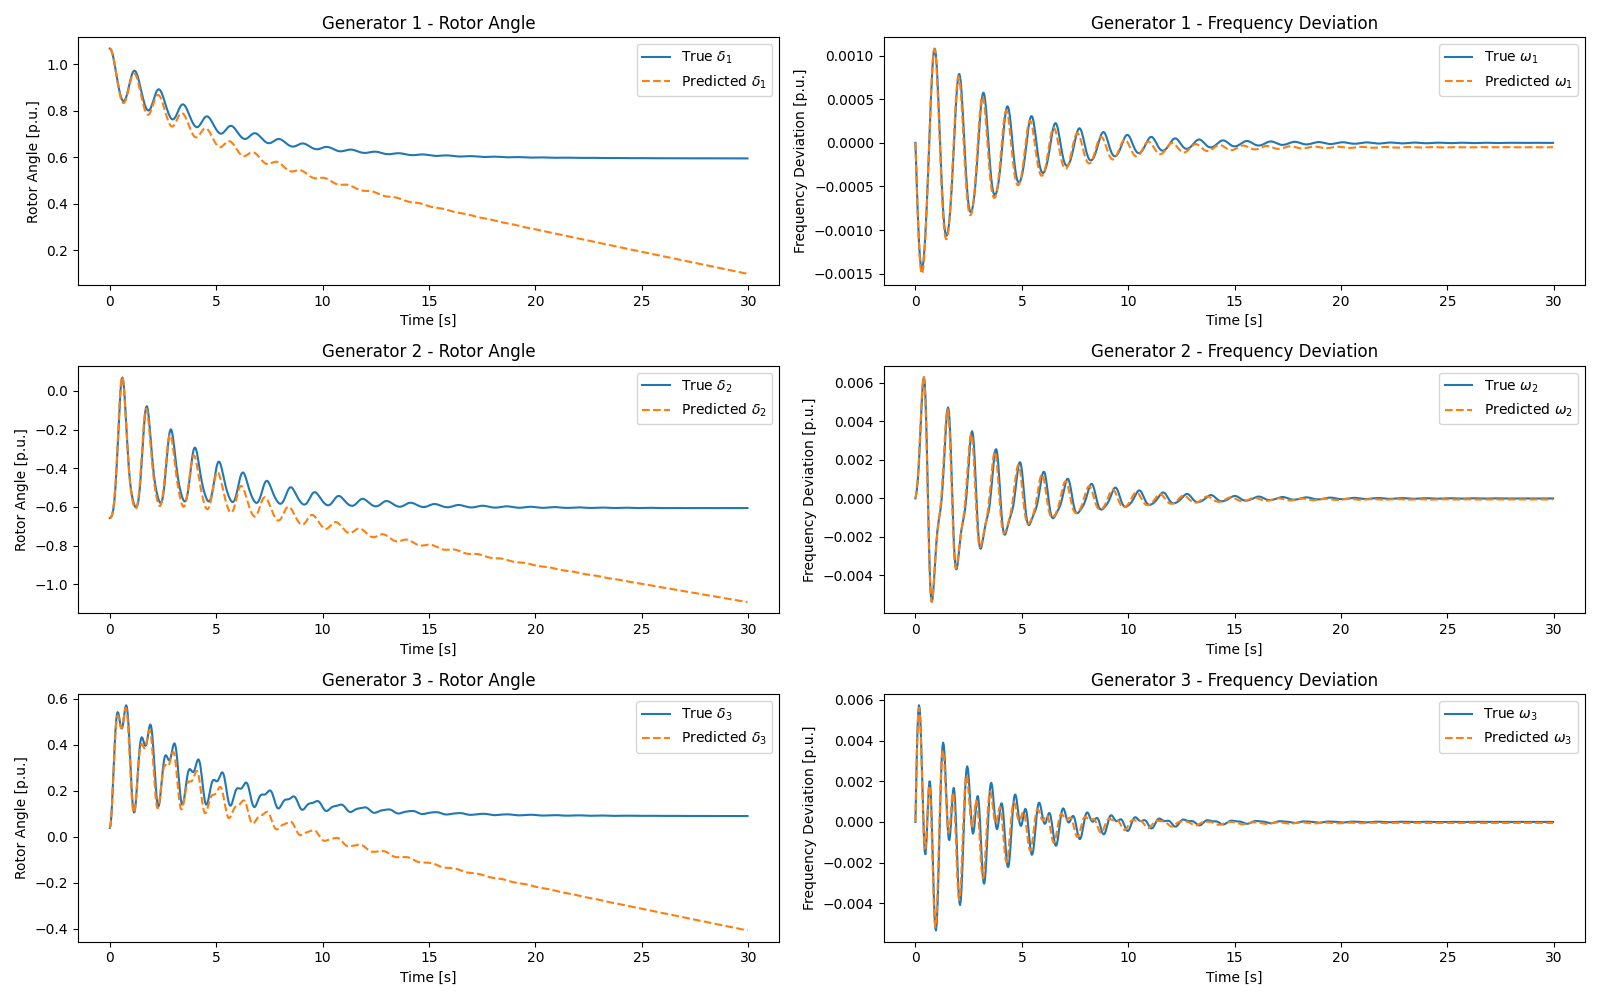 Generator 1 - Rotor Angle
Rotor Angle [p.u.]
1.0
0.8
0.6
0.4
0.2
True δ₁
Predicted δ₁
0 5 10 15 20 25 30
Time [s]
Generator 1 - Frequency Deviation
Frequency Deviation [p.u.]
0.0010
0.0005
0.0000
−0.0005
−0.0010
−0.0015
True ω₁
Predicted ω₁
0 5 10 15 20 25 30
Time [s]
Generator 2 - Rotor Angle
Rotor Angle [p.u.]
0.0
−0.2
−0.4
−0.6
−0.8
−1.0
True δ₂
Predicted δ₂
0 5 10 15 20 25 30
Time [s]
Generator 2 - Frequency Deviation
Frequency Deviation [p.u.]
0.006
0.004
0.002
0.000
−0.002
−0.004
True ω₂
Predicted ω₂
0 5 10 15 20 25 30
Time [s]
Generator 3 - Rotor Angle
Rotor Angle [p.u.]
0.6
0.4
0.2
0.0
−0.2
−0.4
True δ₃
Predicted δ₃
0 5 10 15 20 25 30
Time [s]
Generator 3 - Frequency Deviation
Frequency Deviation [p.u.]
0.006
0.004
0.002
0.000
−0.002
−0.004
True ω₃
Predicted ω₃
0 5 10 15 20 25 30
Time [s]